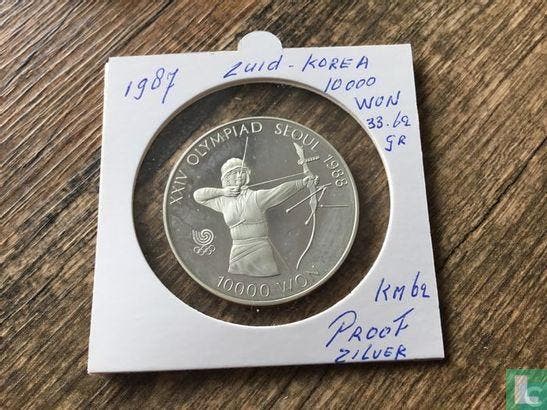 1987
Zuid-KOREA
10000
WON
33.62
gR
XXIV OLYMPIAD SEOUL 1988
10000 WON
KM 62
PROOF
ZILVER